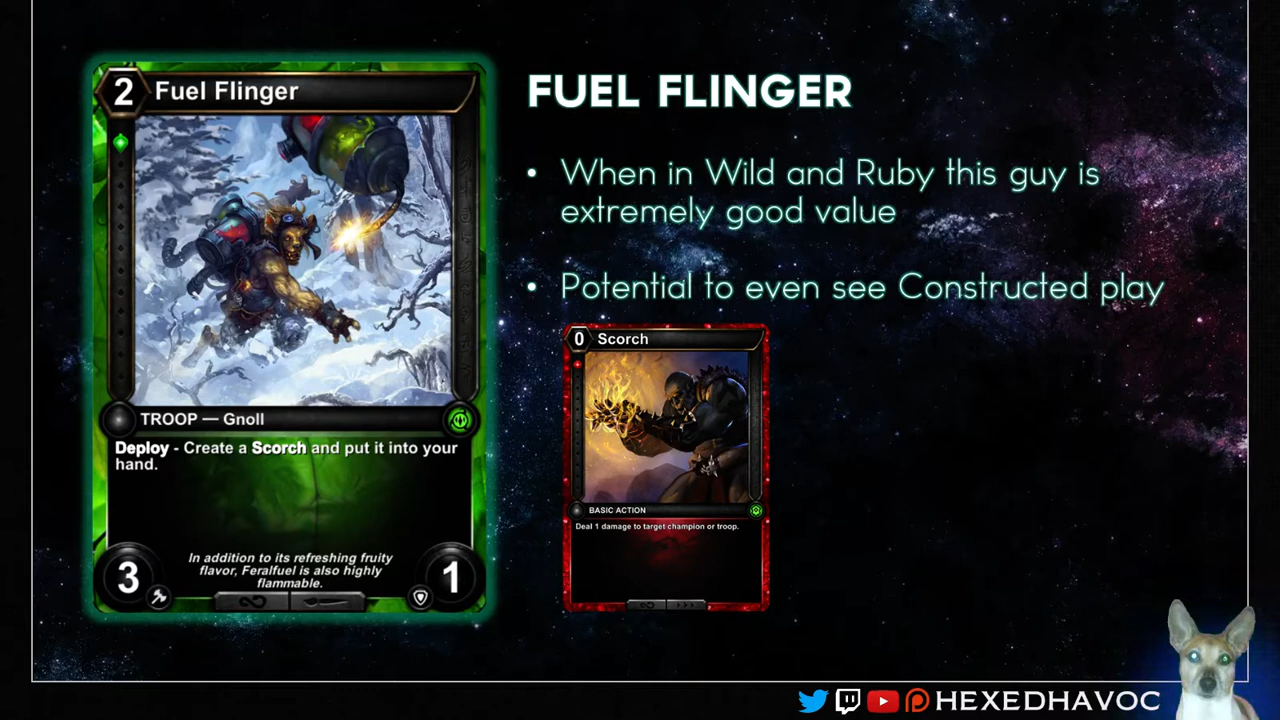 2 Fuel Flinger
TROOP — Gnoll
Deploy - Create a Scorch and put it into your
hand.
In addition to its refreshing fruity
flavor, Feralfuel is also highly
flammable.
3
1
FUEL FLINGER
• When in Wild and Ruby this guy is
extremely good value
• Potential to even see Constructed play
0 Scorch
BASIC ACTION
Deal 1 damage to target champion or troop.
HEXEDHAVOC